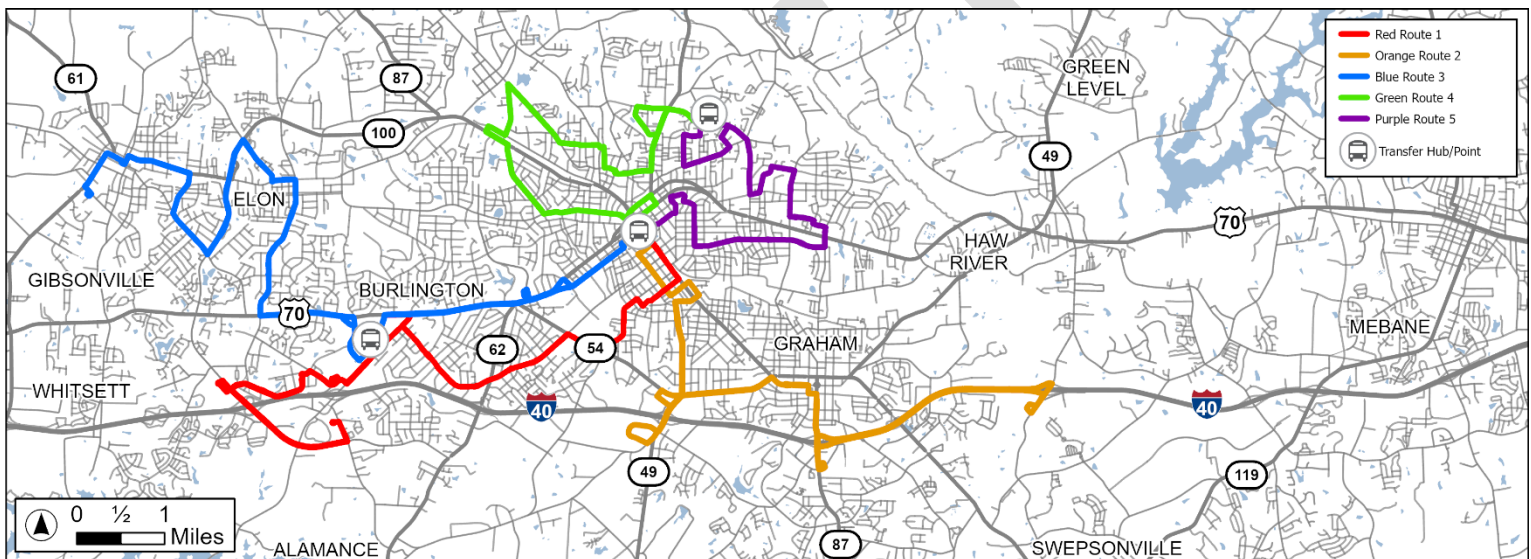 61
87
100
GREEN
LEVEL
Red Route 1
Orange Route 2
Blue Route 3
Green Route 4
Purple Route 5
Transfer Hub/Point
49
ELON
70
HAW
RIVER
GIBSONVILLE
BURLINGTON
70
62
54
GRAHAM
MEBANE
WHITSETT
40
40
49
119
0 ½ 1
Miles
ALAMANCE
87
SWEPSONVILLE